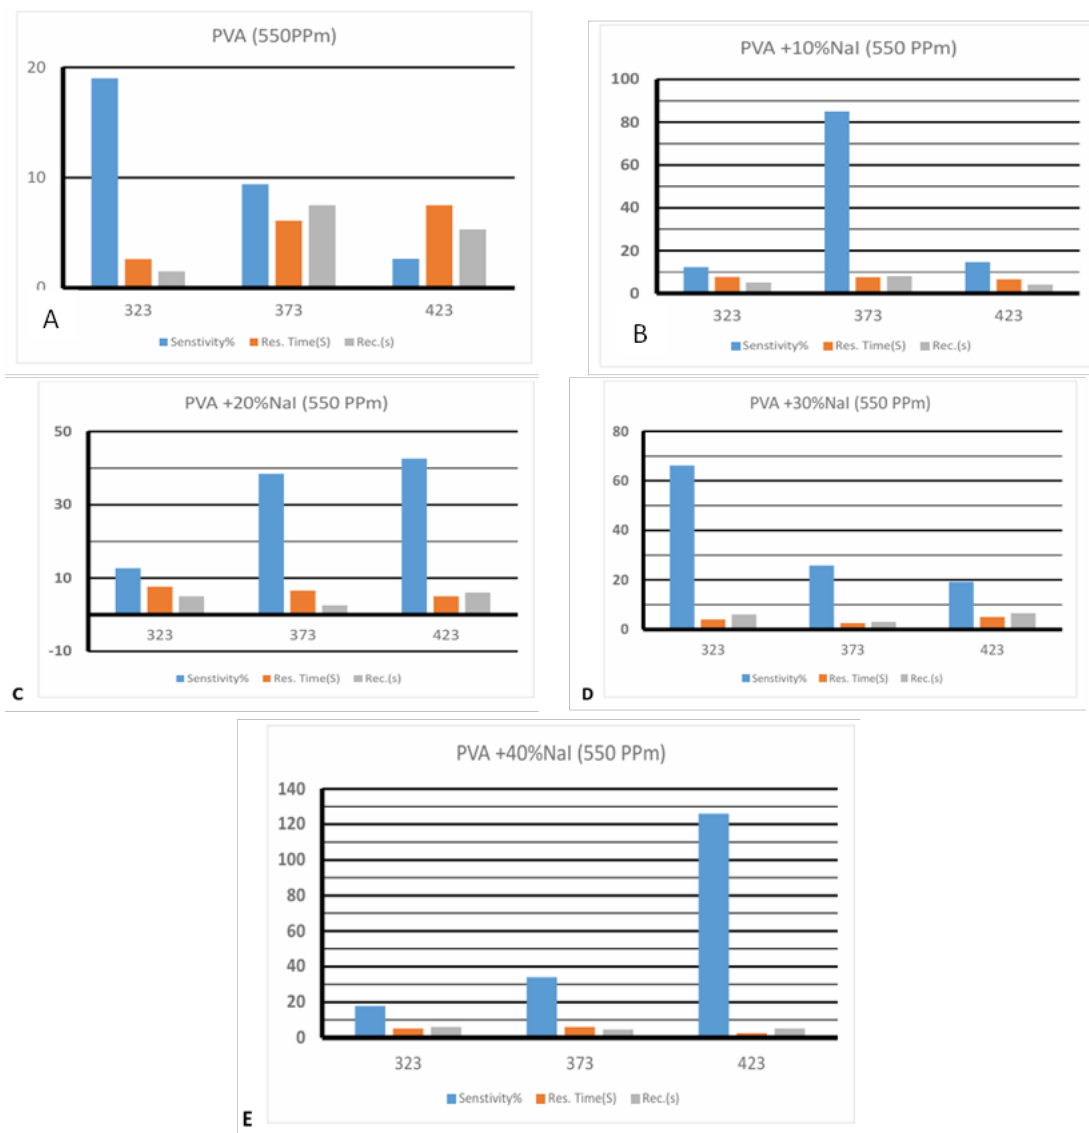 PVA (550PPm)
20
10
0
323 373 423
A
Senstivity% Res. Time(S) Rec.(s)
PVA +10%NaI (550 PPm)
100
80
60
40
20
0
323 373 423
B
Senstivity% Res. Time(S) Rec.(s)
PVA +20%NaI (550 PPm)
50
30
10
-10
323 373 423
Senstivity% Res. Time(S) Rec.(s)
C
PVA +30%NaI (550 PPm)
80
60
40
20
0
323 373 423
Senstivity% Res. Time(S) Rec.(s)
D
PVA +40%NaI (550 PPm)
140
120
100
80
60
40
20
0
323 373 423
Senstivity% Res. Time(S) Rec.(s)
E